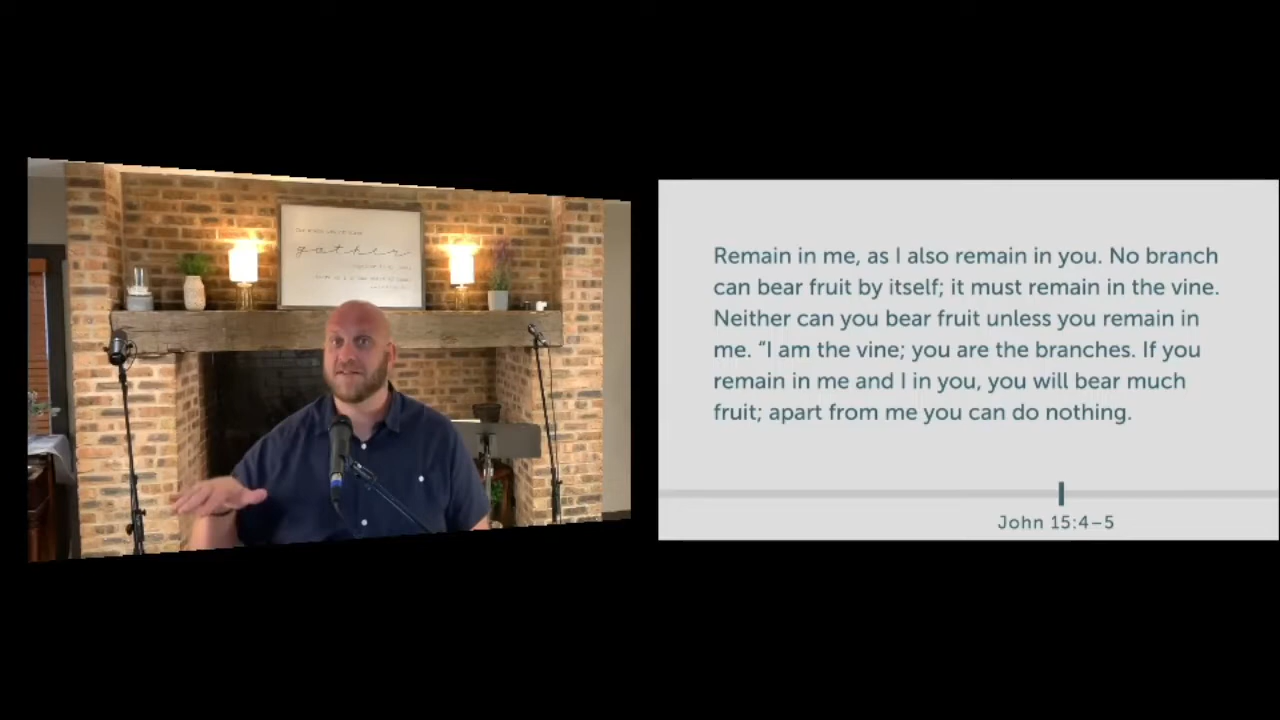 gather
Remain in me, as I also remain in you. No branch
can bear fruit by itself; it must remain in the vine.
Neither can you bear fruit unless you remain in
me. “I am the vine; you are the branches. If you
remain in me and I in you, you will bear much
fruit; apart from me you can do nothing.
John 15:4–5